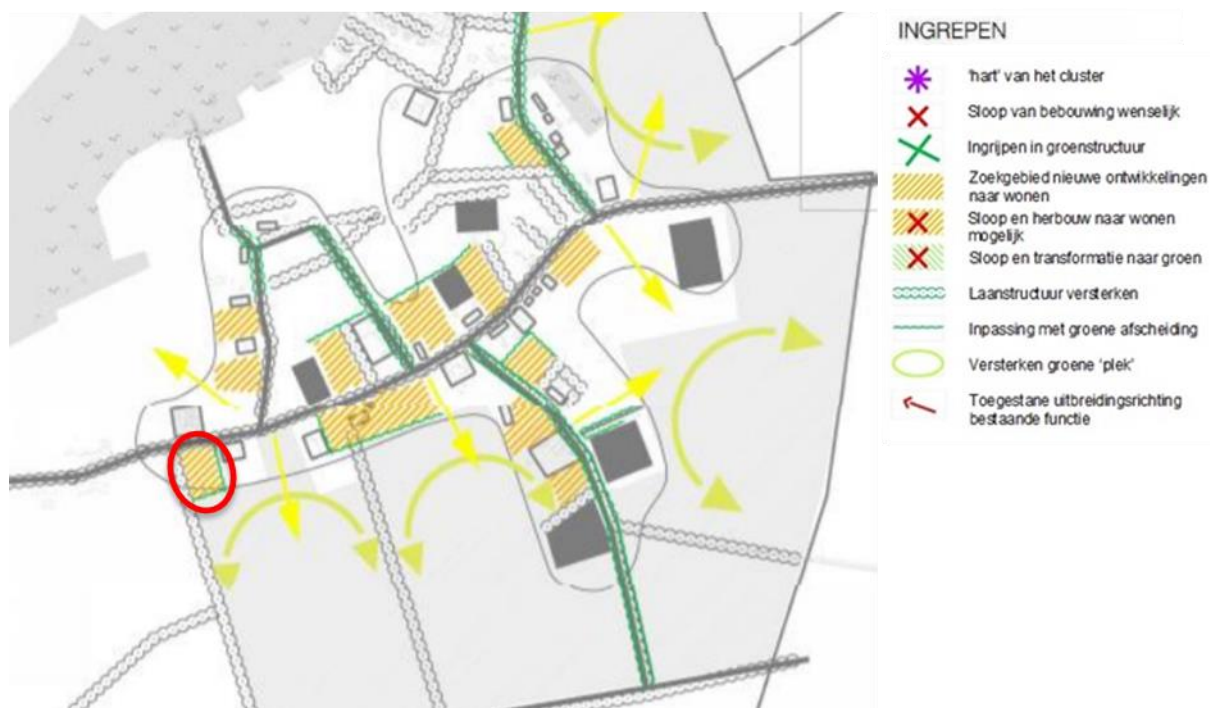 INGREPEN
'hart' van het cluster
Sloop van bebouwing wenselijk
Ingrijpen in groenstructuur
Zoekgebied nieuwe ontwikkelingen
naar wonen
Sloop en herbouw naar wonen
mogelijk
Sloop en transformatie naar groen
Laanstructuur versterken
Inpassing met groene afscheiding
Versterken groene 'plek'
Toegestane uitbreidingsrichting
bestaande functie